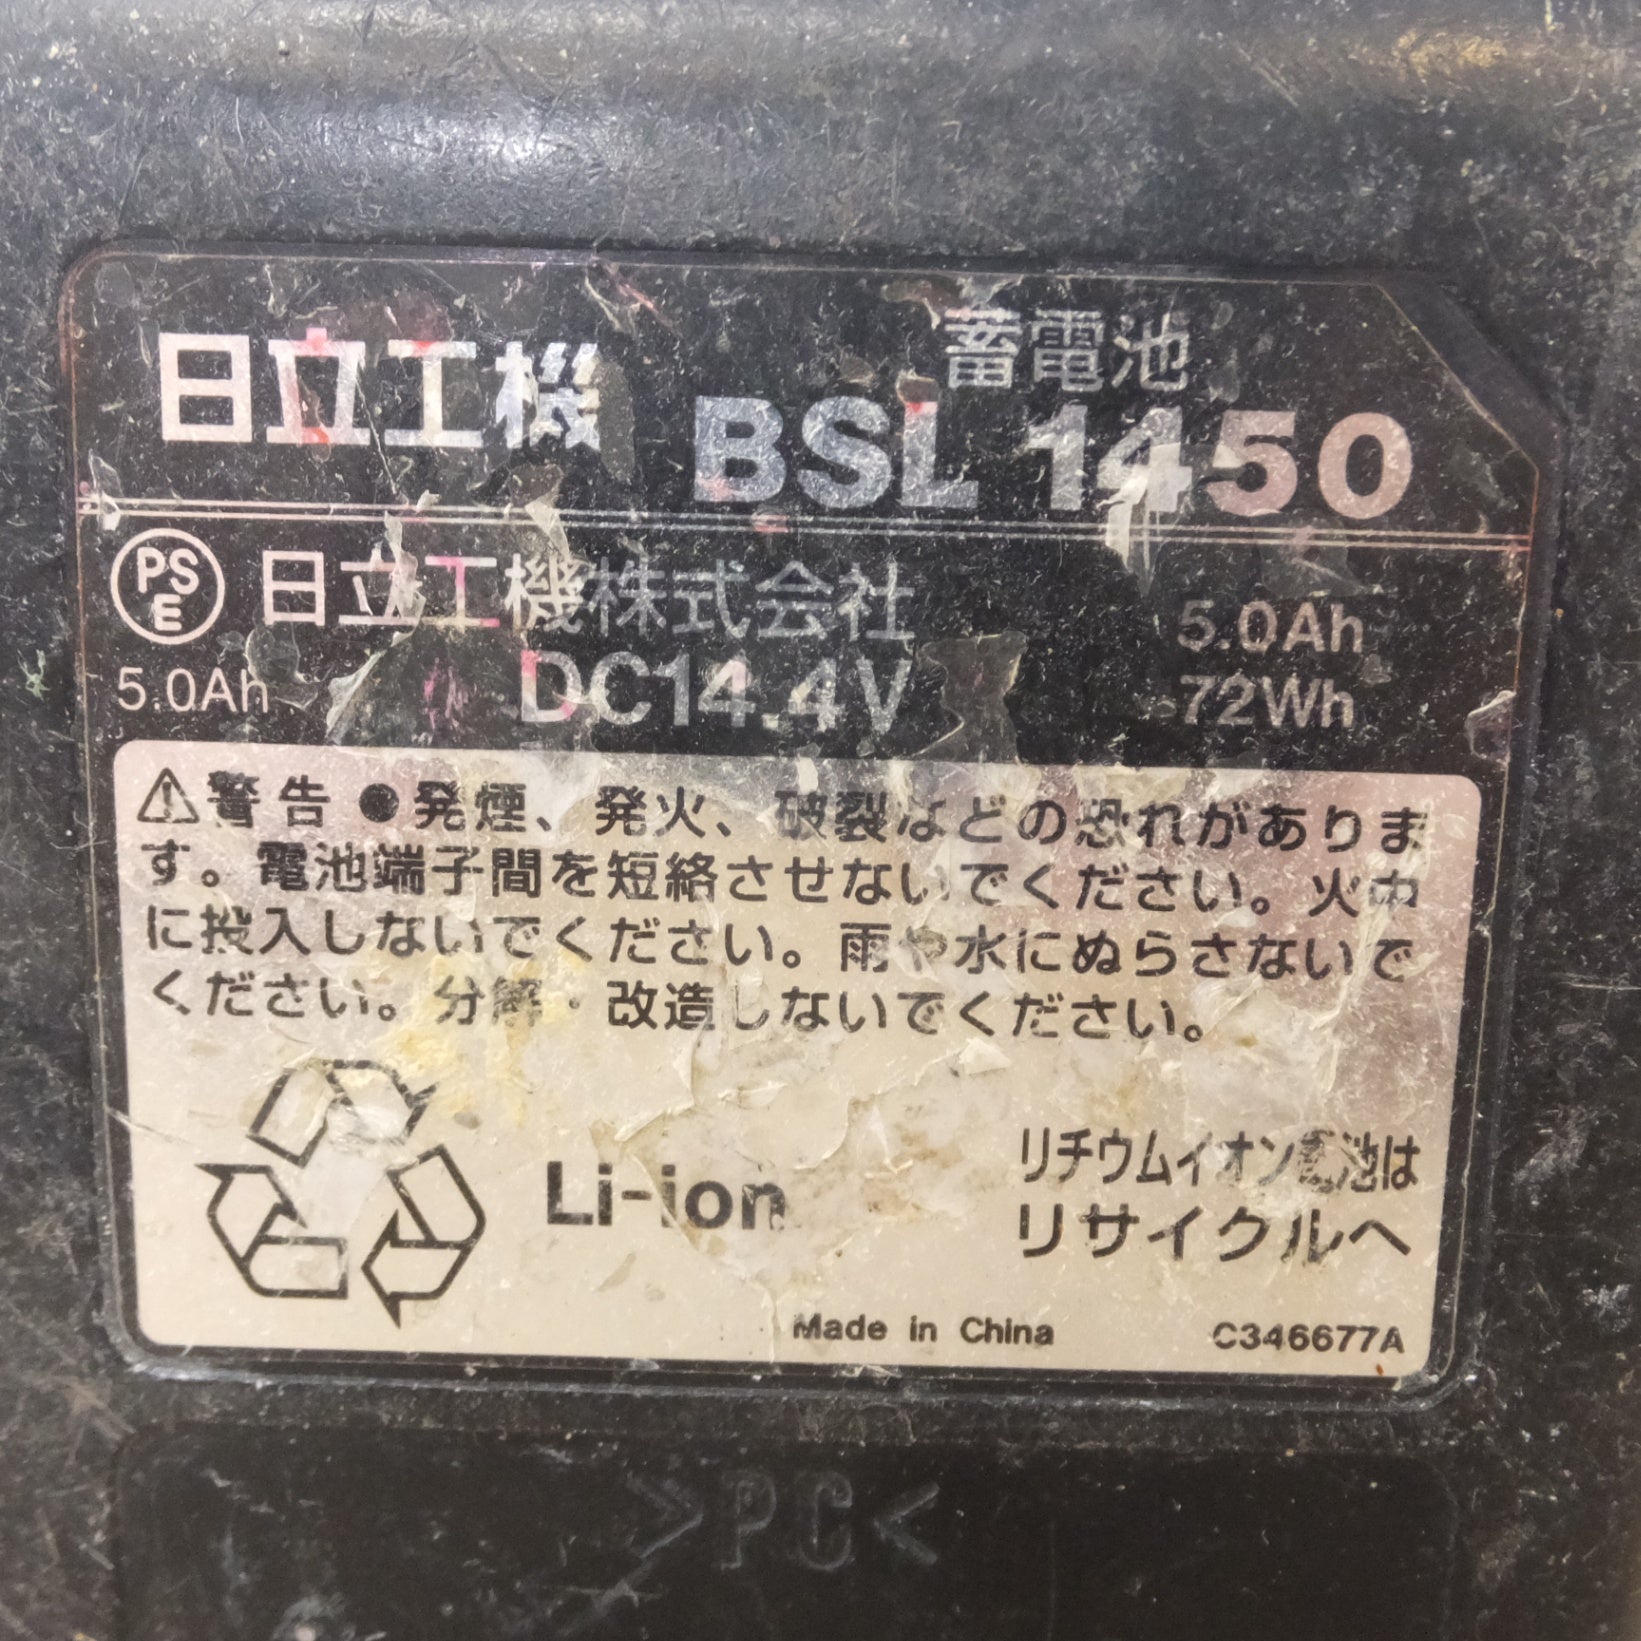 日立工機
蓄電池
BSL 1450
PS
E
日立工機株式会社
5.0Ah
5.0Ah
DC14.4V
72Wh
⚠警告 ●発煙、発火、破裂などの恐れがありま
す。電池端子間を短絡させないでください。火中
に投入しないでください。雨や水にぬらさないで
ください。分解・改造しないでください。
Li-ion
リチウムイオン電池は
リサイクルへ
Made in China
C346677A
>PC<